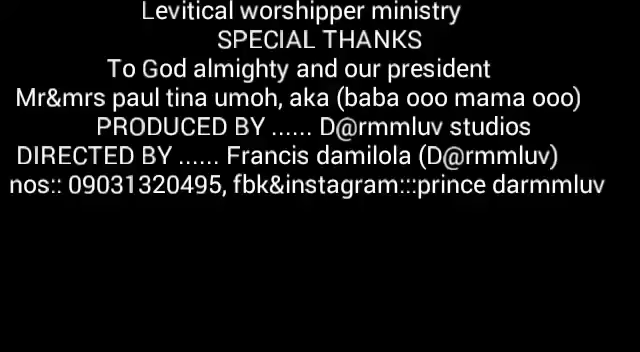 Levitical worshipper ministry
SPECIAL THANKS
To God almighty and our president
Mr&mrs paul tina umoh, aka (baba ooo mama ooo)
PRODUCED BY ...... D@rmmluv studios
DIRECTED BY ...... Francis damilola (D@rmmluv)
nos:: 09031320495, fbk&instagram:::prince darmmluv